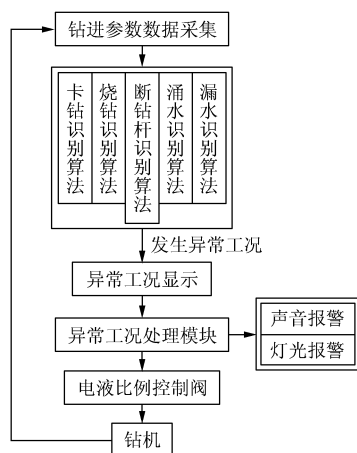 钻进参数数据采集
卡钻识别算法
烧钻识别算法
断钻杆识别算法
涌水识别算法
漏水识别算法
发生异常工况
异常工况显示
异常工况处理模块
声音报警
灯光报警
电液比例控制阀
钻机